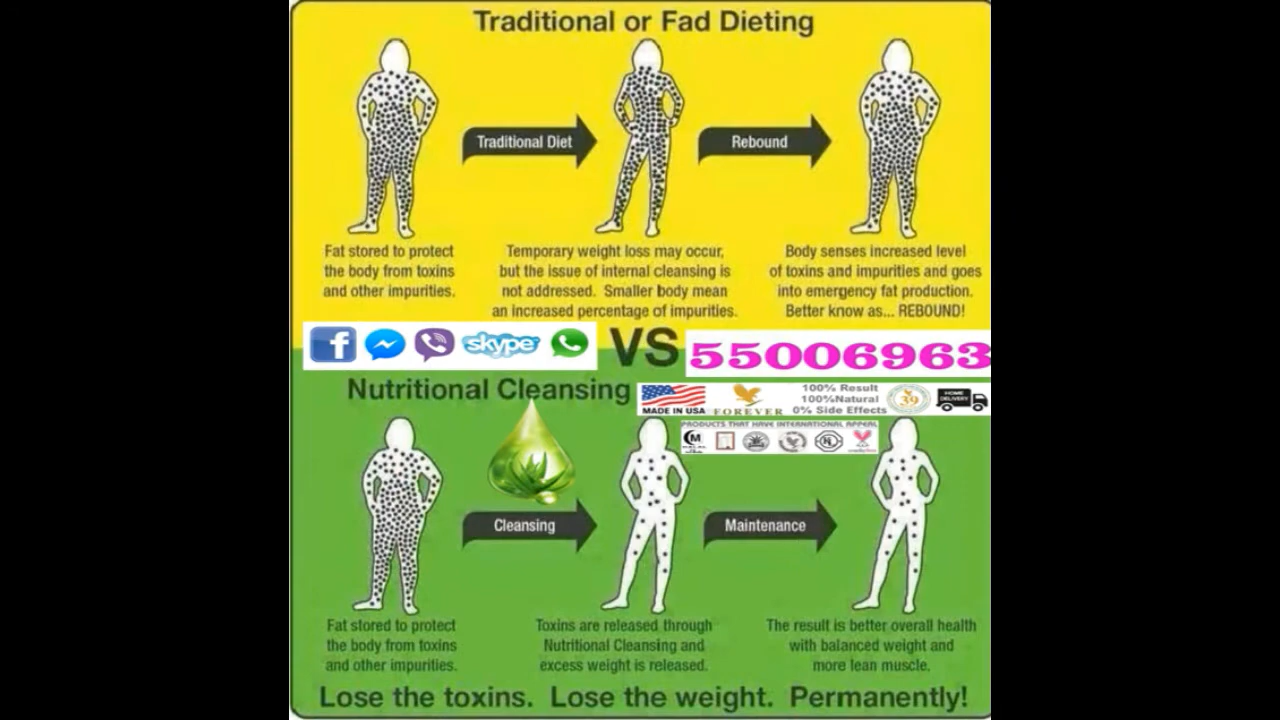 Traditional or Fad Dieting
Traditional Diet
Rebound
Fat stored to protect
the body from toxins
and other impurities.
Temporary weight loss may occur,
but the issue of internal cleansing is
not addressed. Smaller body mean
an increased percentage of impurities.
Body senses increased level
of toxins and impurities and goes
into emergency fat production.
Better know as... REBOUND!
f
skype
VS
55006963
Nutritional Cleansing
MADE IN USA
FOREVER
100% Result
100%Natural
0% Side Effects
39
HOME
DELIVERY
PRODUCTS THAT HAVE INTERNATIONAL APPEAL
Cleansing
Maintenance
Fat stored to protect
the body from toxins
and other impurities.
Toxins are released through
Nutritional Cleansing and
excess weight is released.
The result is better overall health
with balanced weight and
more lean muscle.
Lose the toxins. Lose the weight. Permanently!